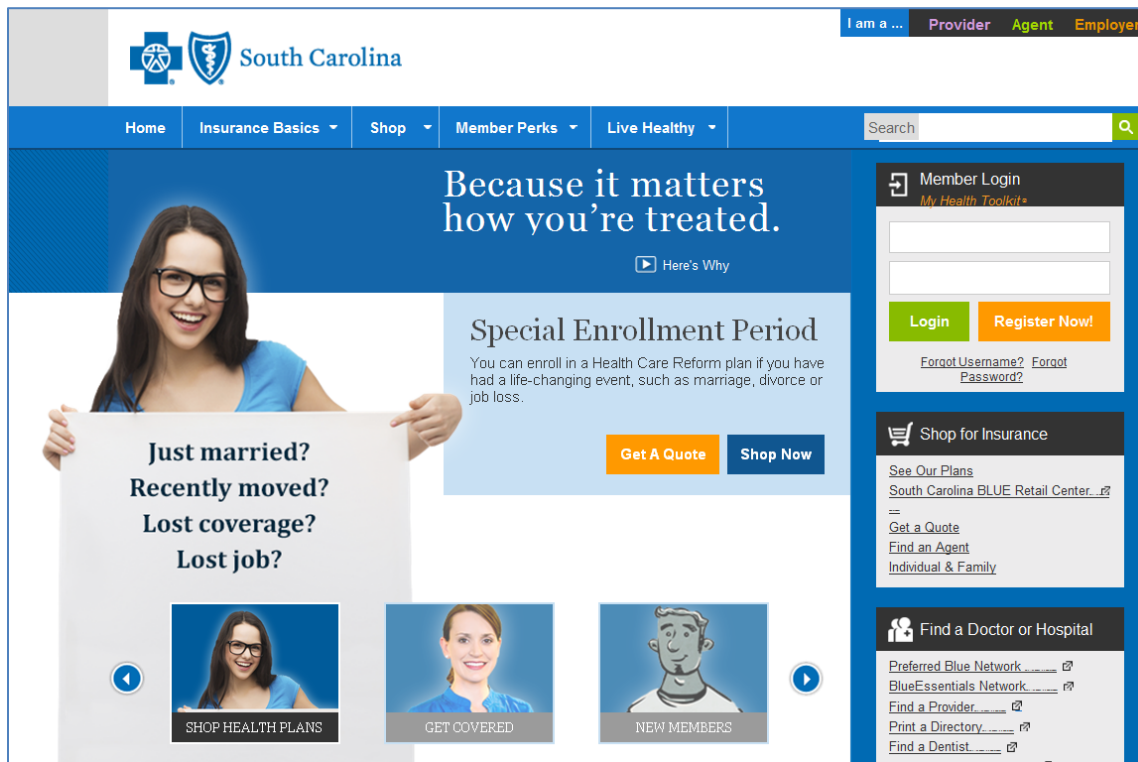 I am a ... Provider Agent Employer
South Carolina
Home Insurance Basics Shop Member Perks Live Healthy
Search
Because it matters
how you're treated.
Here's Why
Member Login
My Health Toolkit®
Login Register Now!
Forgot Username? Forgot
Password?
Special Enrollment Period
You can enroll in a Health Care Reform plan if you have
had a life-changing event, such as marriage, divorce or
job loss.
Get A Quote Shop Now
Just married?
Recently moved?
Lost coverage?
Lost job?
SHOP HEALTH PLANS
GET COVERED
NEW MEMBERS
Shop for Insurance
See Our Plans
South Carolina BLUE Retail Center
Get a Quote
Find an Agent
Individual & Family
Find a Doctor or Hospital
Preferred Blue Network
BlueEssentials Network
Find a Provider
Print a Directory
Find a Dentist